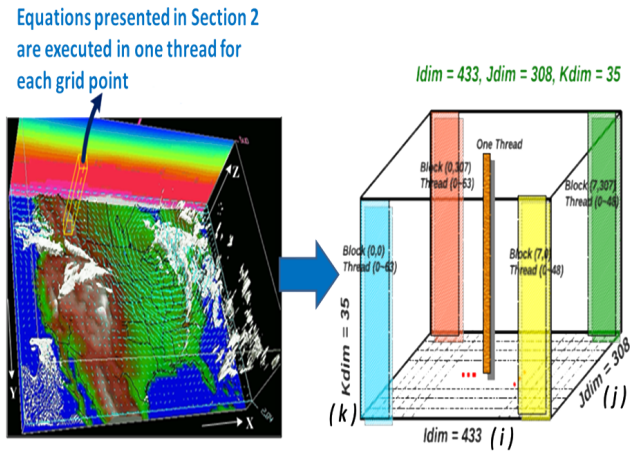 Equations presented in Section 2
are executed in one thread for
each grid point
Idim = 433, Jdim = 308, Kdim = 35
One Thread
Block (0,307)
Thread (0~63)
Block (7,307)
Thread (0~48)
Block (0,0)
Thread (0~63)
Block (7,0)
Thread (0~48)
Z
Y
X
Kdim = 35
(k)
Idim = 433 (i)
Jdim = 308
(j)